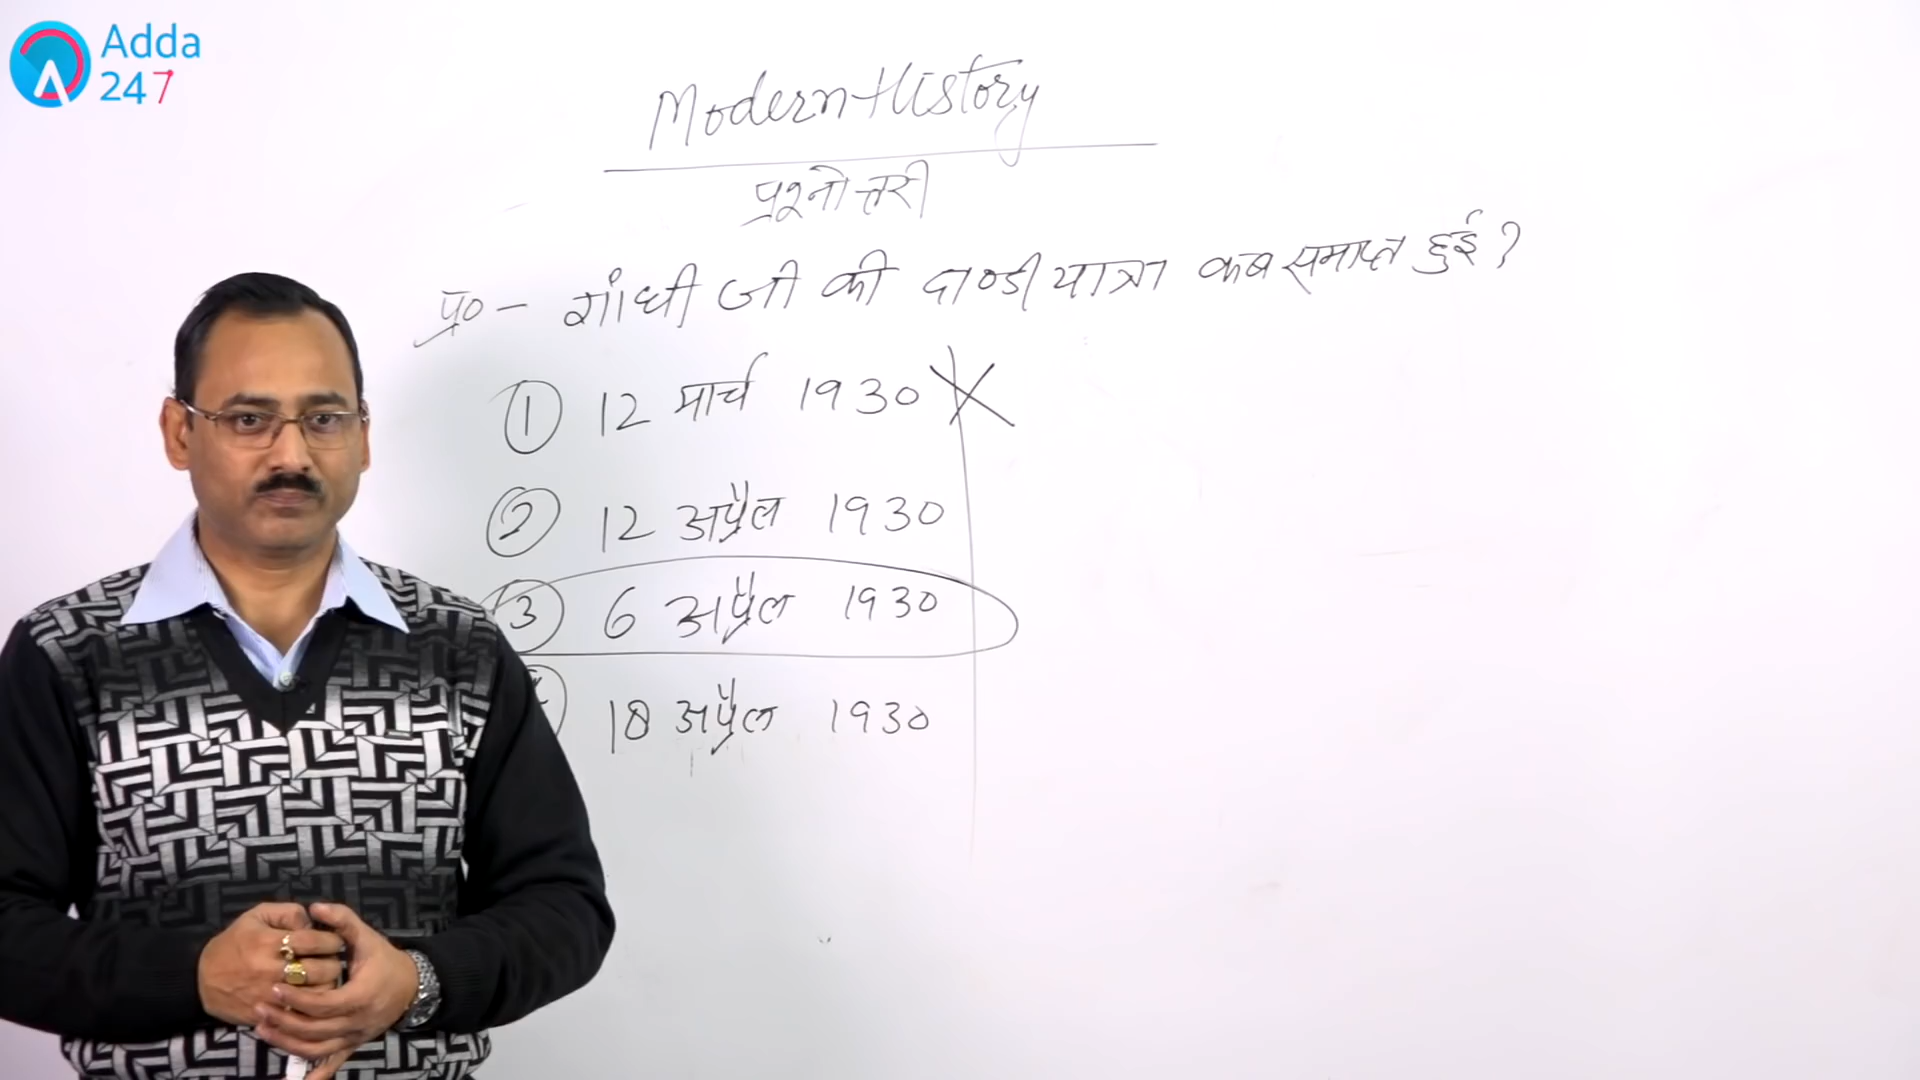 Adda
247
Modern History
प्रश्नोत्तरी
प्र० – गांधी जी की दाण्डी यात्रा कब समाप्त हुई ?
① 12 मार्च 1930 ✗
② 12 अप्रैल 1930
③ 6 अप्रैल 1930
18 अप्रैल 1930